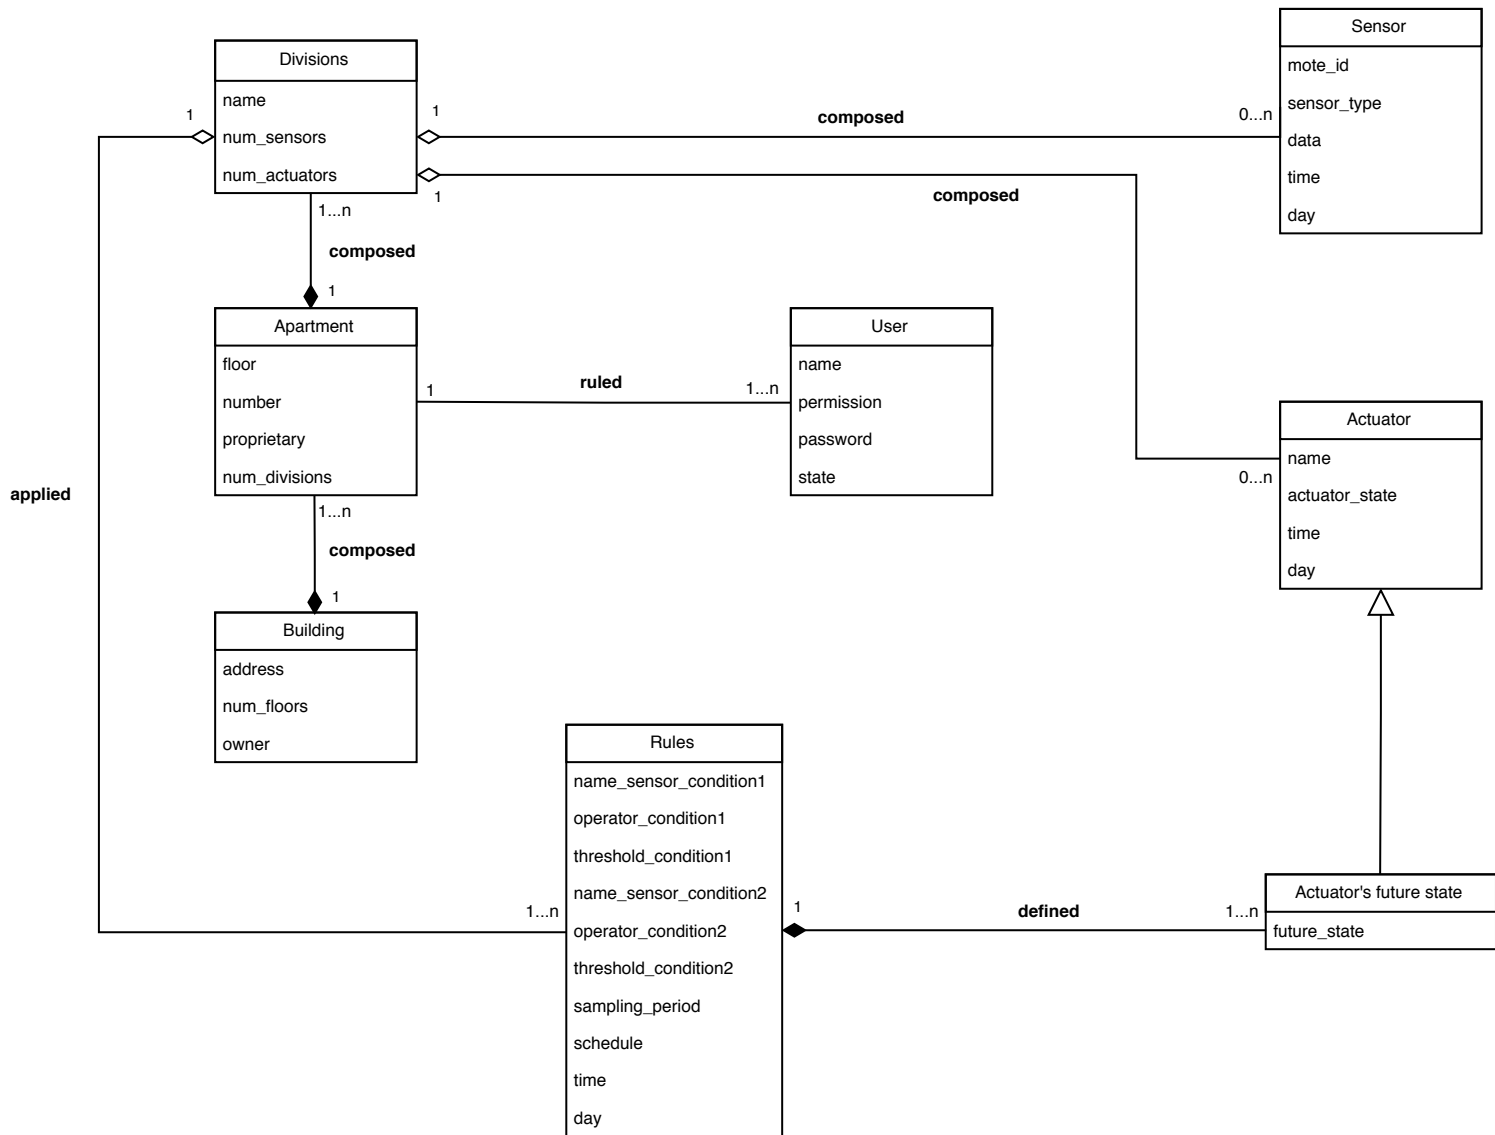 Divisions
name
num_sensors
num_actuators
1
1
1
composed
0...n
composed
Sensor
mote_id
sensor_type
data
time
day
1...n
composed
1
Apartment
floor
number
proprietary
num_divisions
1
ruled
1...n
User
name
permission
password
state
Actuator
name
actuator_state
time
day
0...n
applied
1...n
composed
1
Building
address
num_floors
owner
Rules
name_sensor_condition1
operator_condition1
threshold_condition1
name_sensor_condition2
operator_condition2
threshold_condition2
sampling_period
schedule
time
day
1...n
1
defined
1...n
Actuator's future state
future_state